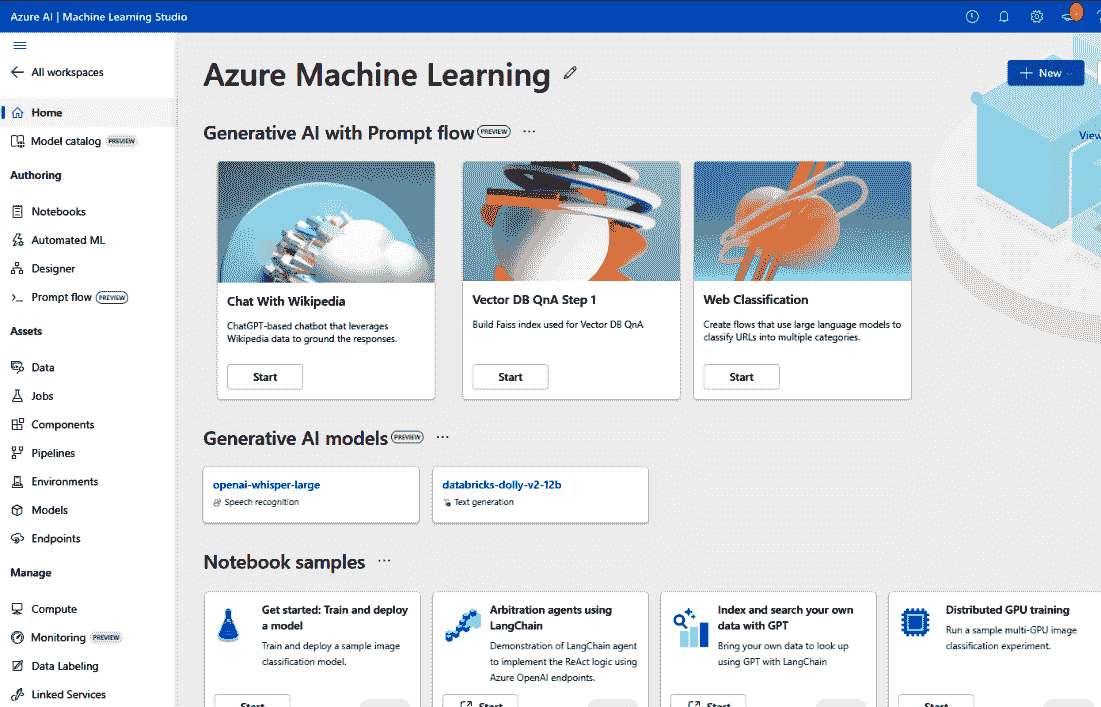 Azure AI | Machine Learning Studio
All workspaces
Home
Model catalog PREVIEW
Authoring
Notebooks
Automated ML
Designer
Prompt flow PREVIEW
Assets
Data
Jobs
Components
Pipelines
Environments
Models
Endpoints
Manage
Compute
Monitoring PREVIEW
Data Labeling
Linked Services
Azure Machine Learning
New
View
Generative AI with Prompt flow PREVIEW ...
Chat With Wikipedia
ChatGPT-based chatbot that leverages
Wikipedia data to ground the responses.
Start
Vector DB QnA Step 1
Build Faiss index used for Vector DB QnA
Start
Web Classification
Create flows that use large language models to
classify URLs into multiple categories.
Start
Generative AI models PREVIEW ...
openai-whisper-large
Speech recognition
databricks-dolly-v2-12b
Text generation
Notebook samples ...
Get started: Train and deploy
a model
Train and deploy a sample image
classification model.
Start
Arbitration agents using
LangChain
Demonstration of LangChain agent
to implement the ReAct logic using
Azure OpenAI endpoints.
Start
Index and search your own
data with GPT
Bring your own data to look up
using GPT with LangChain
Start
Distributed GPU training
Run a sample multi-GPU image
classification experiment.
Start